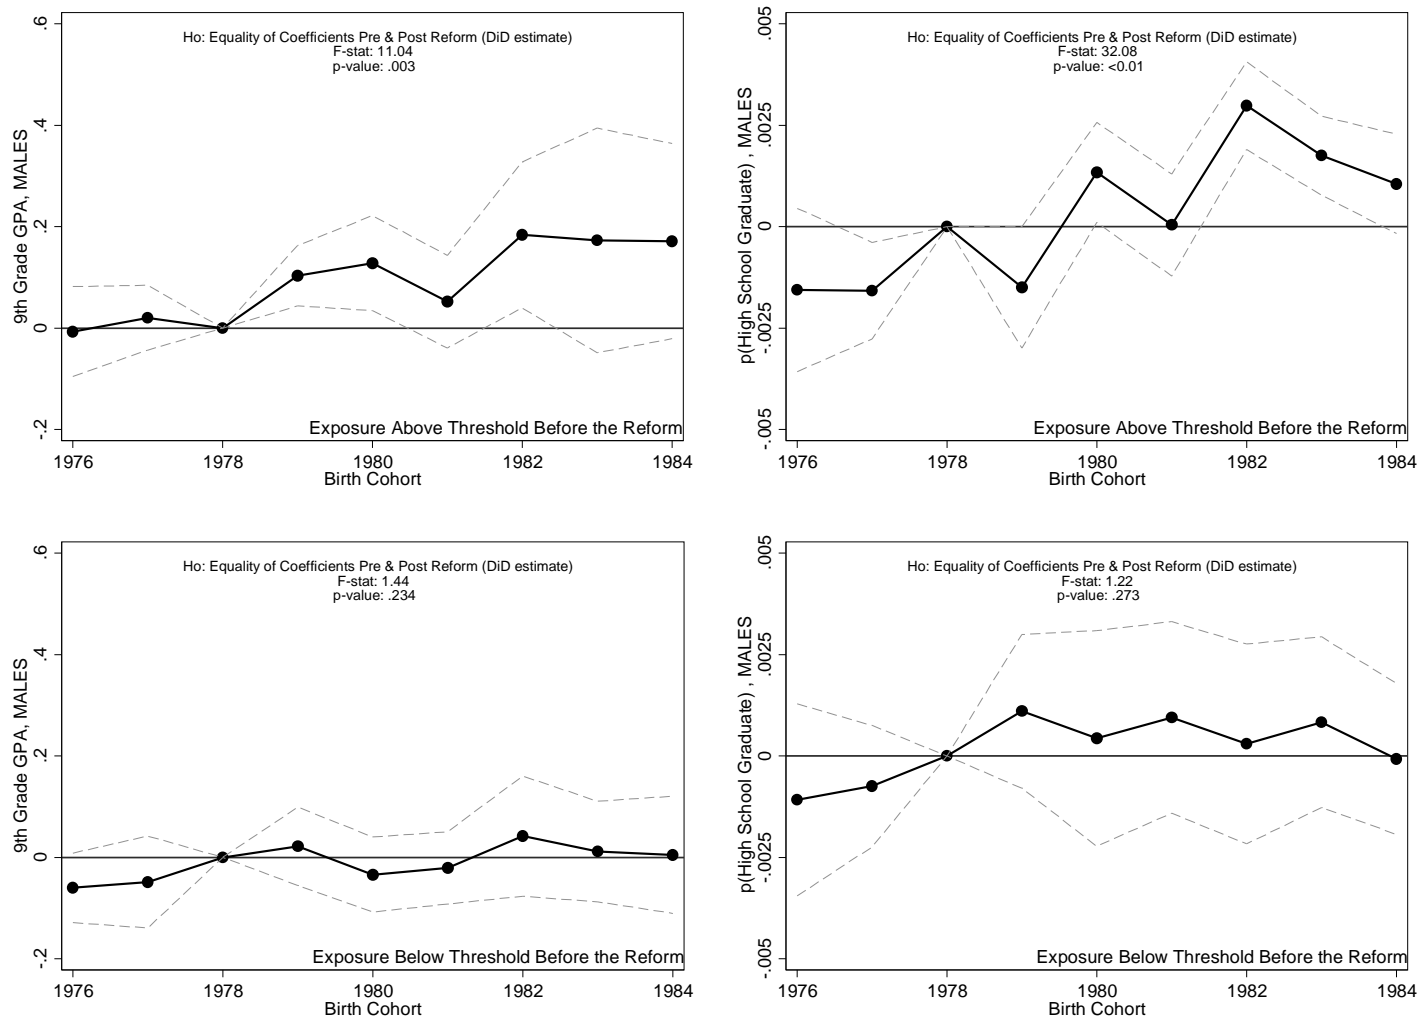 Ho: Equality of Coefficients Pre & Post Reform (DiD estimate)
F-stat: 11.04
p-value: .003
9th Grade GPA, MALES
.6
.4
.2
0
-.2
Exposure Above Threshold Before the Reform
1976
1978
1980
1982
1984
Birth Cohort
Ho: Equality of Coefficients Pre & Post Reform (DiD estimate)
F-stat: 32.08
p-value: <0.01
p(High School Graduate) , MALES
.005
.0025
0
-.0025
-.005
Exposure Above Threshold Before the Reform
1976
1978
1980
1982
1984
Birth Cohort
Ho: Equality of Coefficients Pre & Post Reform (DiD estimate)
F-stat: 1.44
p-value: .234
9th Grade GPA, MALES
.6
.4
.2
0
-.2
Exposure Below Threshold Before the Reform
1976
1978
1980
1982
1984
Birth Cohort
Ho: Equality of Coefficients Pre & Post Reform (DiD estimate)
F-stat: 1.22
p-value: .273
p(High School Graduate) , MALES
.005
.0025
0
-.0025
-.005
Exposure Below Threshold Before the Reform
1976
1978
1980
1982
1984
Birth Cohort